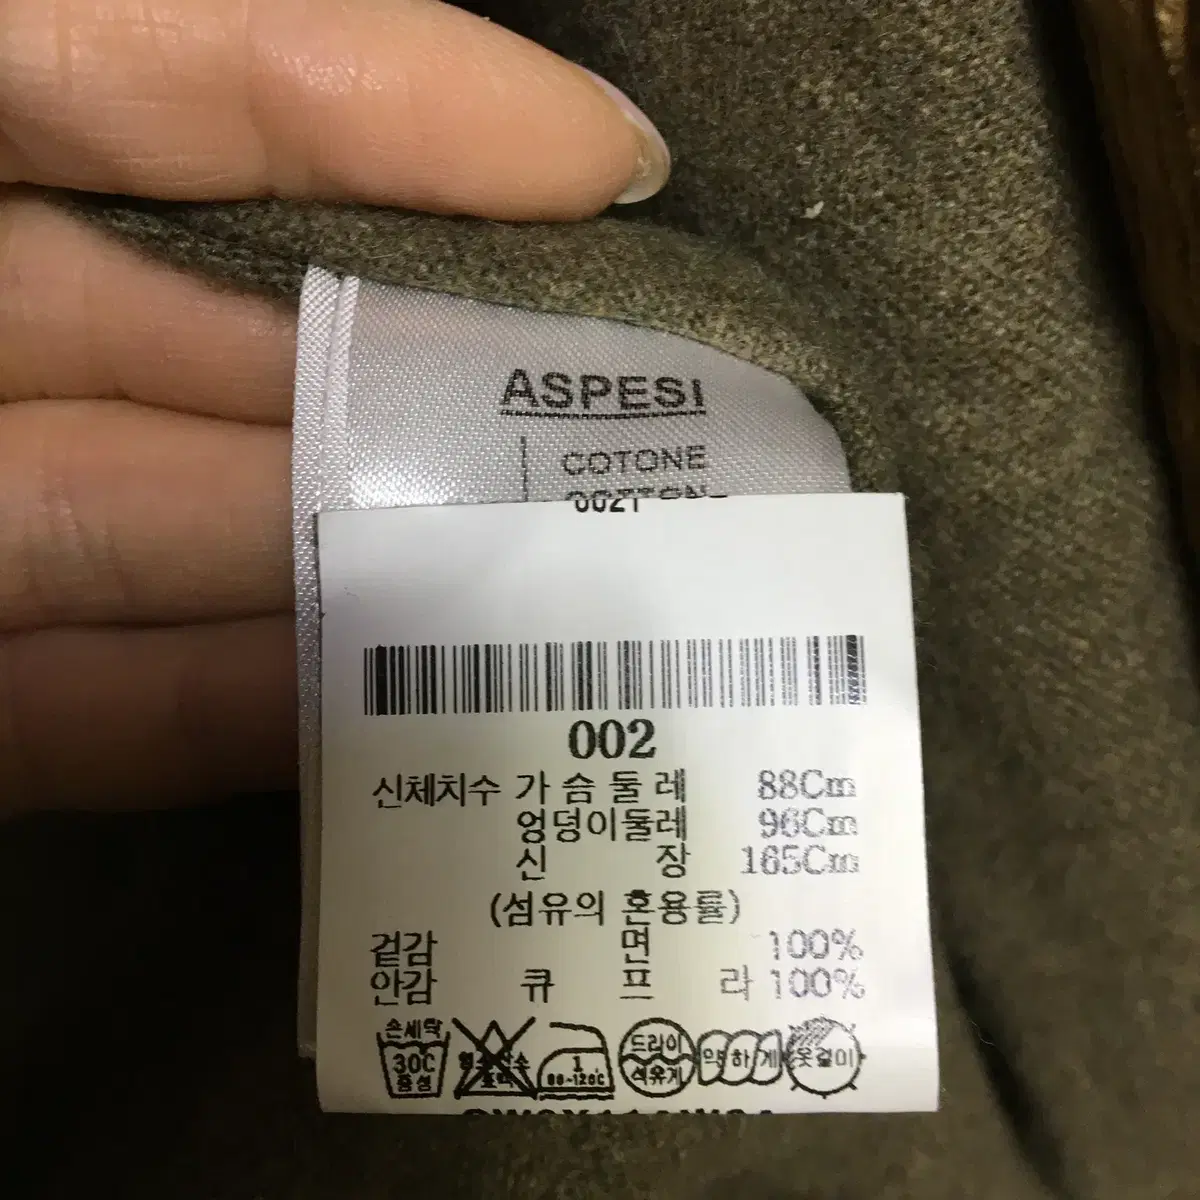 ASPESI
COTONE
002
신체치수 가슴둘레 88Cm
엉덩이둘레 96Cm
신장 165Cm
(섬유의 혼용률)
겉감 면 100%
안감 큐프라 100%
손세탁 30C 중성
1 80-120C
드라이 석유계
약하게
옷걸이